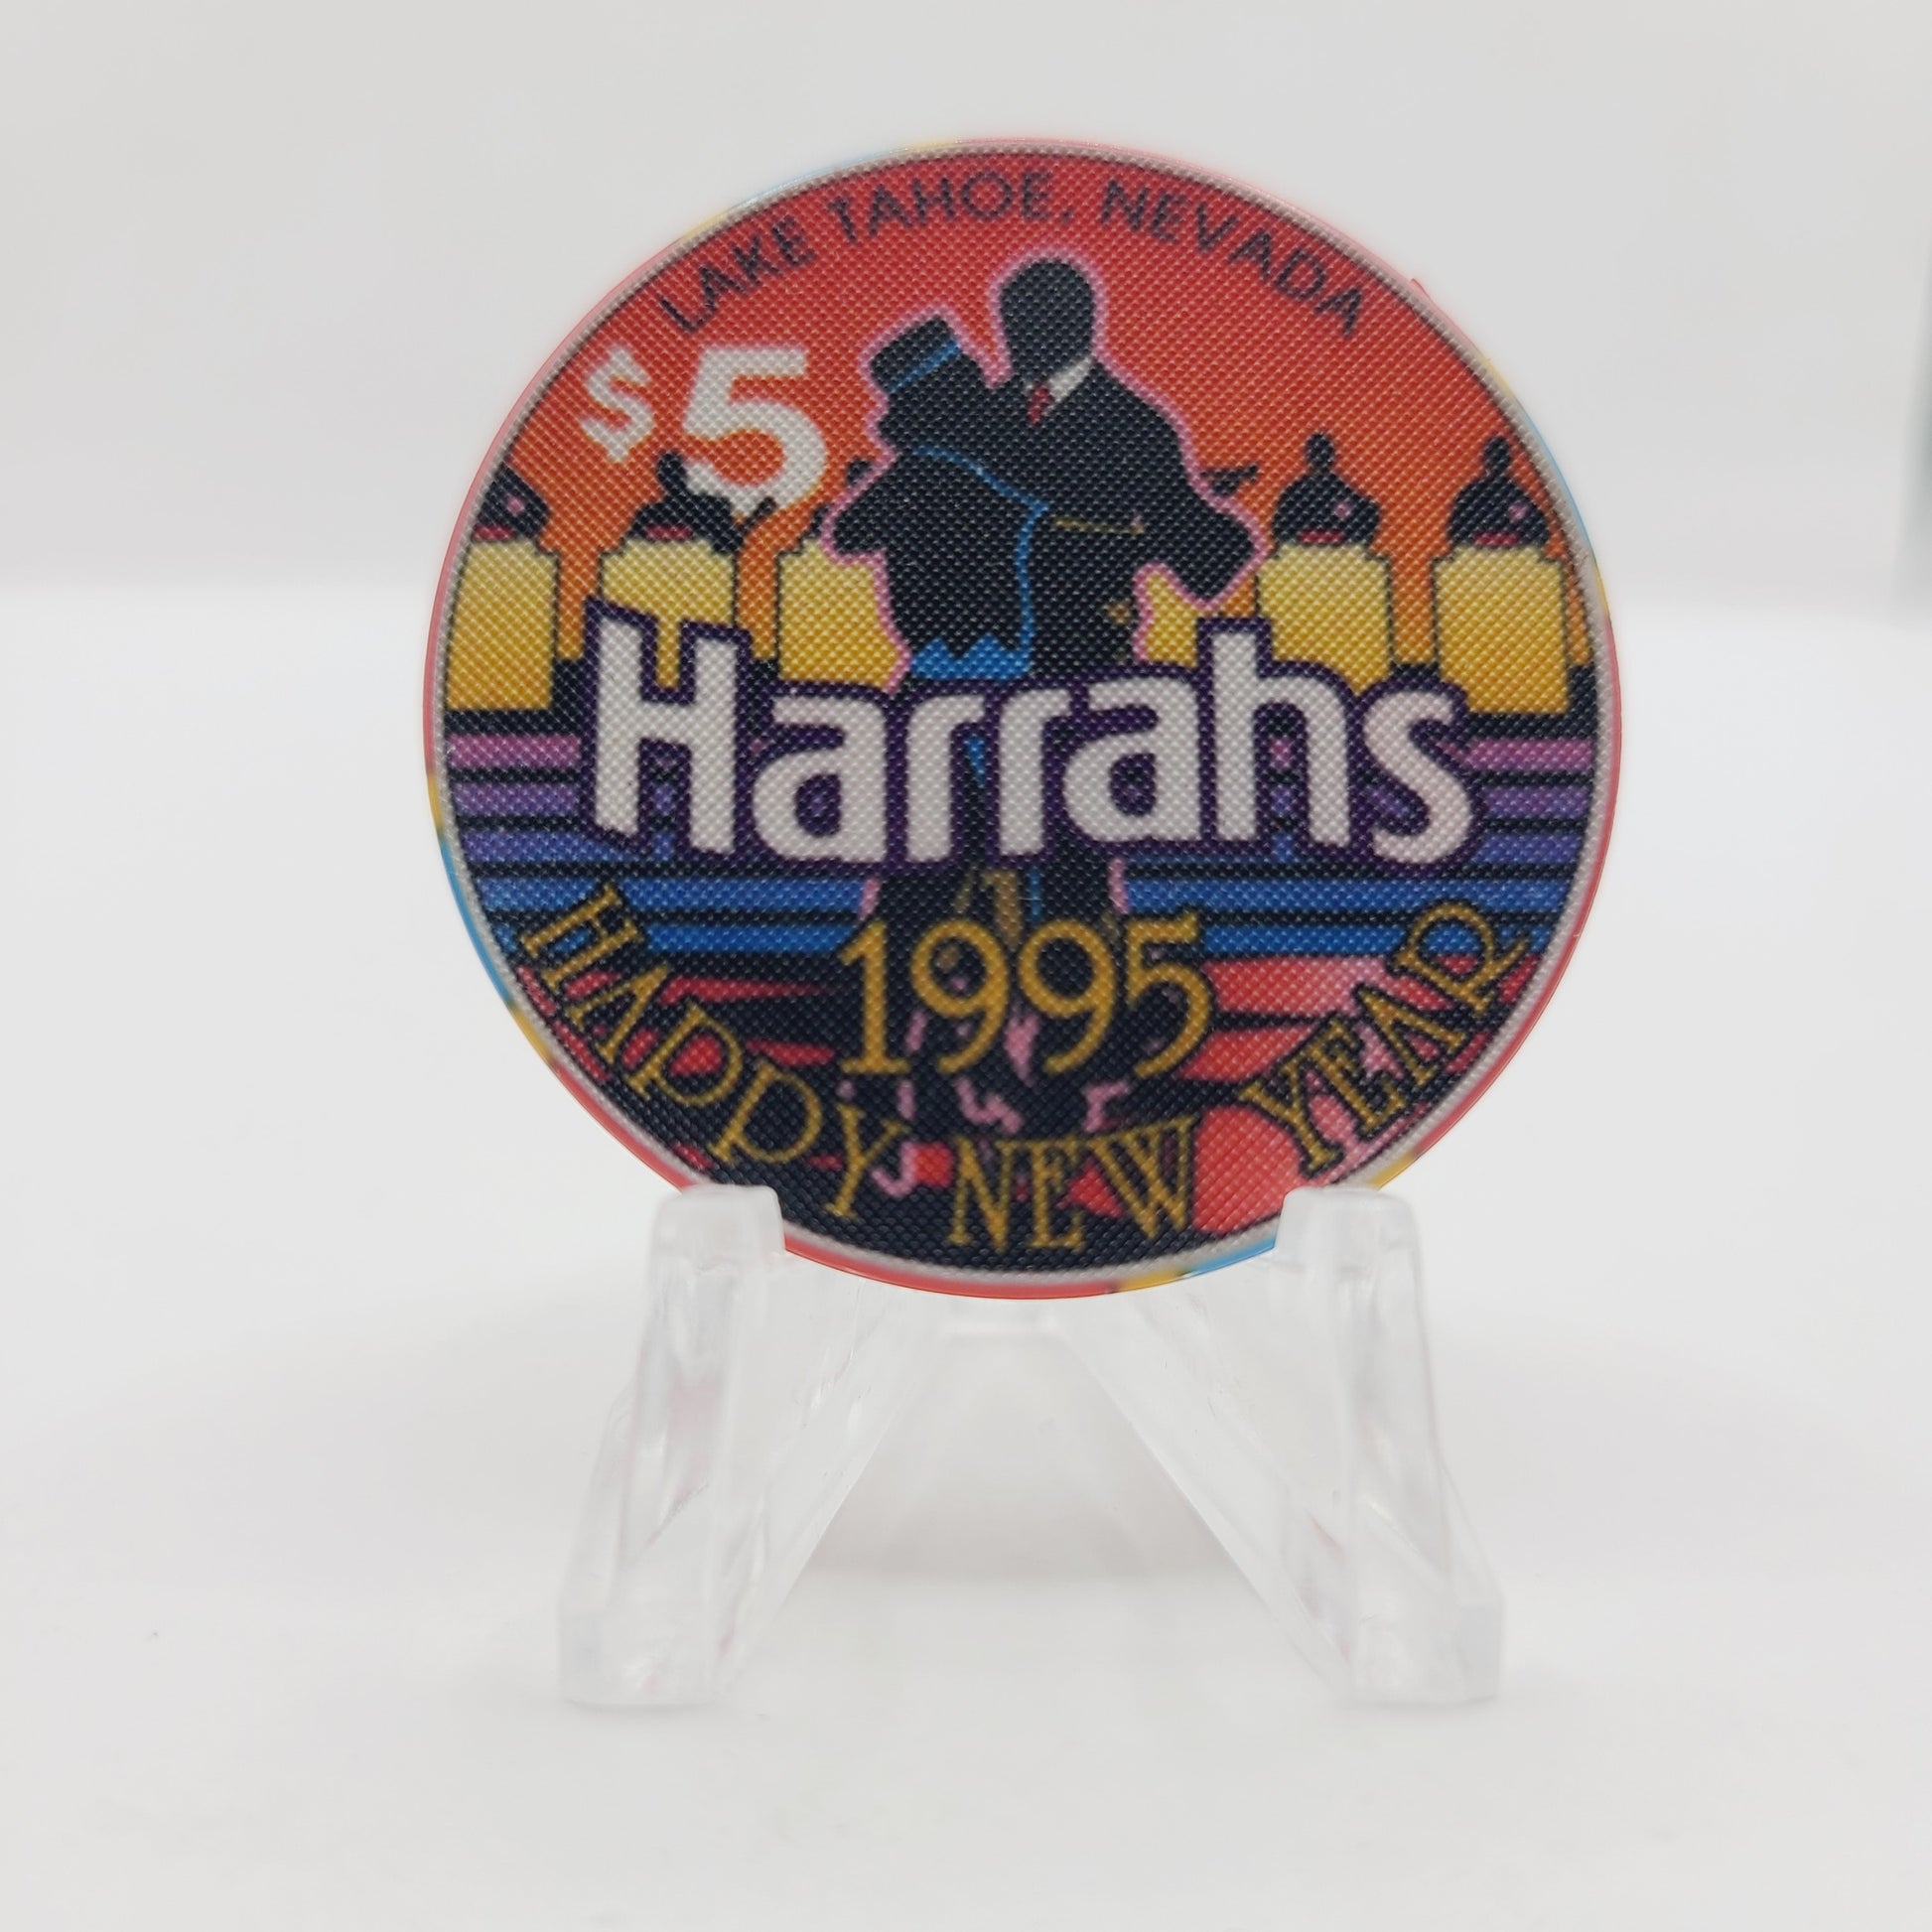 LAKE TAHOE, NEVADA
$5
Harrahs
1995
HAPPY NEW YEAR